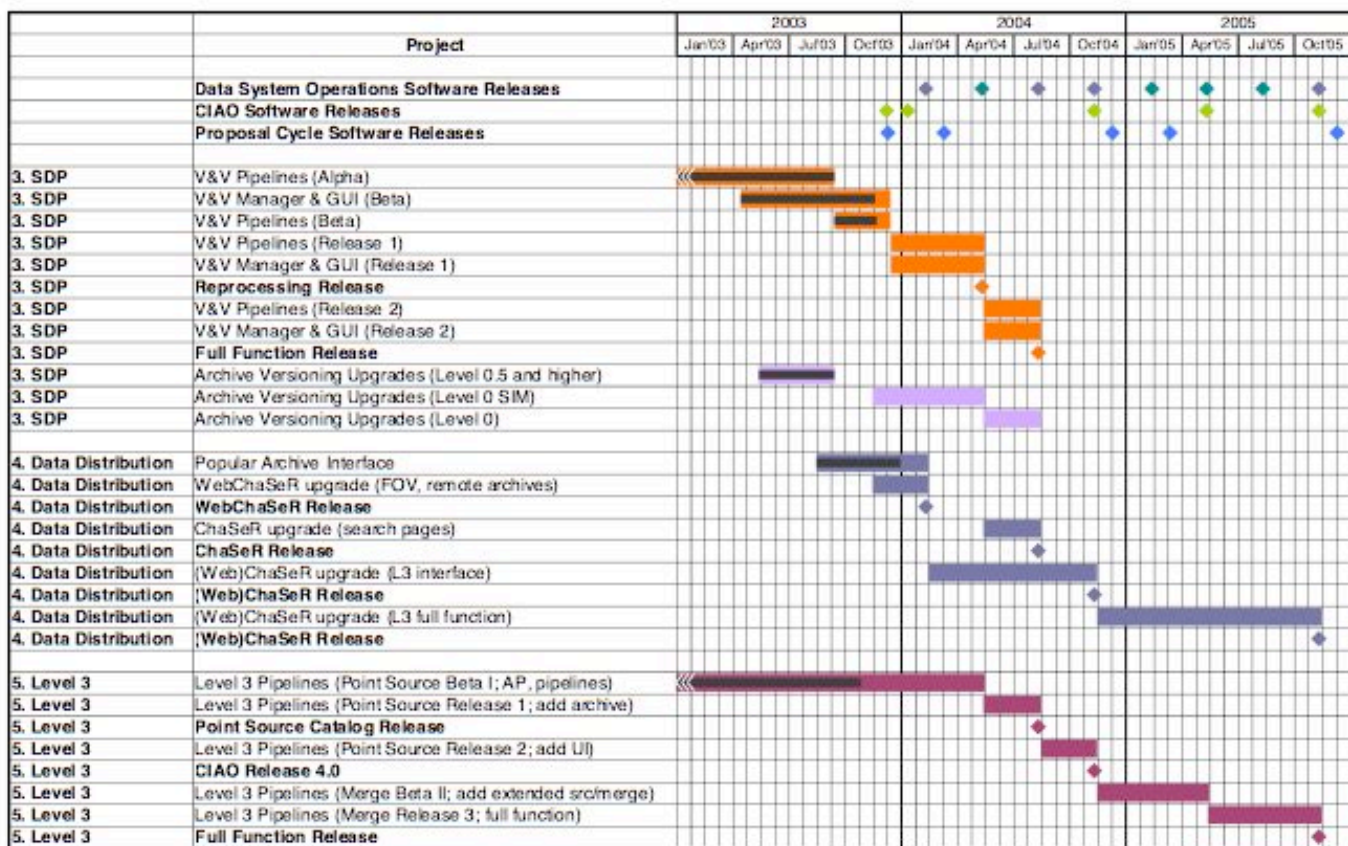 2003 2004 2005
Project Jan'03 Apr'03 Jul'03 Oct'03 Jan'04 Apr'04 Jul'04 Oct'04 Jan'05 Apr'05 Jul'05 Oct'05
Data System Operations Software Releases
CIAO Software Releases
Proposal Cycle Software Releases
3. SDP V&V Pipelines (Alpha)
3. SDP V&V Manager & GUI (Beta)
3. SDP V&V Pipelines (Beta)
3. SDP V&V Pipelines (Release 1)
3. SDP V&V Manager & GUI (Release 1)
3. SDP Reprocessing Release
3. SDP V&V Pipelines (Release 2)
3. SDP V&V Manager & GUI (Release 2)
3. SDP Full Function Release
3. SDP Archive Versioning Upgrades (Level 0.5 and higher)
3. SDP Archive Versioning Upgrades (Level 0 SIM)
3. SDP Archive Versioning Upgrades (Level 0)
4. Data Distribution Popular Archive Interface
4. Data Distribution WebChaSeR upgrade (FOV, remote archives)
4. Data Distribution WebChaSeR Release
4. Data Distribution ChaSeR upgrade (search pages)
4. Data Distribution ChaSeR Release
4. Data Distribution (Web)ChaSeR upgrade (L3 interface)
4. Data Distribution (Web)ChaSeR Release
4. Data Distribution (Web)ChaSeR upgrade (L3 full function)
4. Data Distribution (Web)ChaSeR Release
5. Level 3 Level 3 Pipelines (Point Source Beta I; AP, pipelines)
5. Level 3 Level 3 Pipelines (Point Source Release 1; add archive)
5. Level 3 Point Source Catalog Release
5. Level 3 Level 3 Pipelines (Point Source Release 2; add UI)
5. Level 3 CIAO Release 4.0
5. Level 3 Level 3 Pipelines (Merge Beta II; add extended src/merge)
5. Level 3 Level 3 Pipelines (Merge Release 3; full function)
5. Level 3 Full Function Release